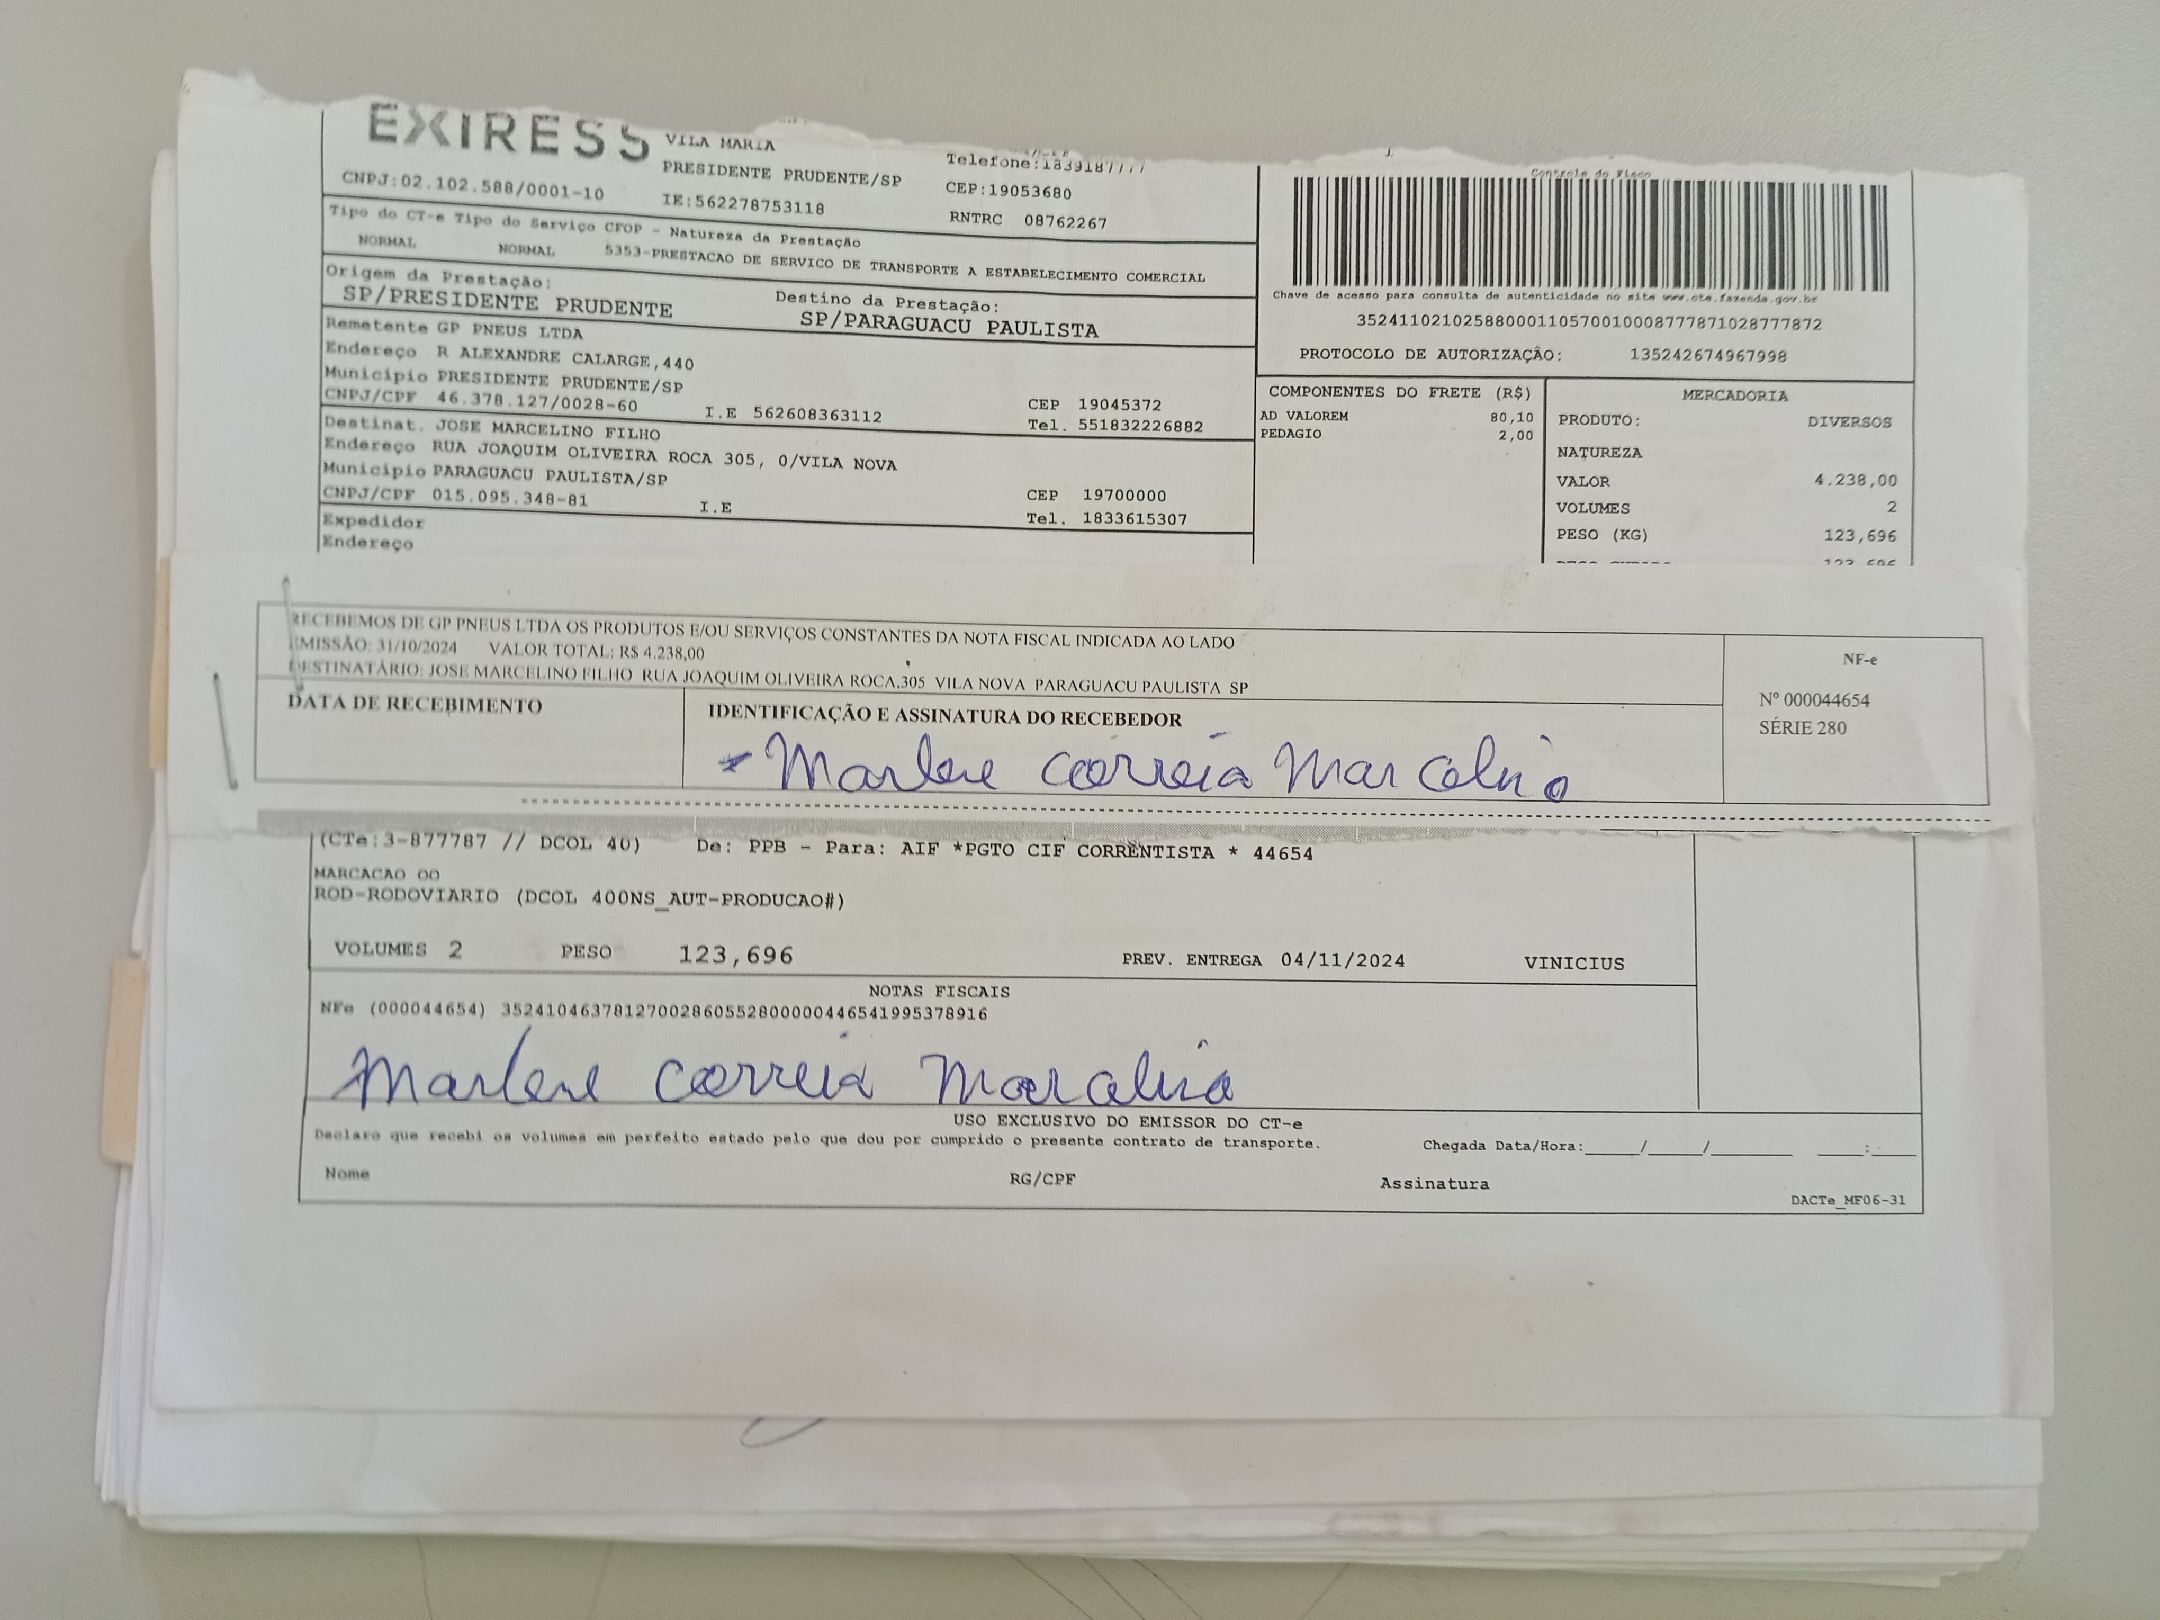 EXIRESS
VILA MARIA
PRESIDENTE PRUDENTE/SP
Telefone:1839187777
CNPJ:02.102.588/0001-10
IE:562278753118
CEP:19053680
RNTRC 08762267
Tipo do CT-e Tipo do Serviço CFOP - Natureza da Prestação
NORMAL NORMAL 5353-PRESTACAO DE SERVICO DE TRANSPORTE A ESTABELECIMENTO COMERCIAL
Origem da Prestação:
SP/PRESIDENTE PRUDENTE
Destino da Prestação:
SP/PARAGUACU PAULISTA
Remetente GP PNEUS LTDA
Endereço R ALEXANDRE CALARGE,440
Município PRESIDENTE PRUDENTE/SP
CEP 19045372
CNPJ/CPF 46.378.127/0028-60 I.E 562608363112 Tel. 551832226882
Destinat. JOSE MARCELINO FILHO
Endereço RUA JOAQUIM OLIVEIRA ROCA 305, 0/VILA NOVA
Município PARAGUACU PAULISTA/SP
CEP 19700000
CNPJ/CPF 015.095.348-81 I.E Tel. 1833615307
Expedidor
Endereço
Controle do Fisco
Chave de acesso para consulta de autenticidade no site www.cte.fazenda.gov.br
35241102102588000110570010008777871028777872
PROTOCOLO DE AUTORIZAÇÃO: 135242674967998
COMPONENTES DO FRETE (R$)
AD VALOREM 80,10
PEDAGIO 2,00
MERCADORIA
PRODUTO: DIVERSOS
NATUREZA
VALOR 4.238,00
VOLUMES 2
PESO (KG) 123,696
RECEBEMOS DE GP PNEUS LTDA OS PRODUTOS E/OU SERVIÇOS CONSTANTES DA NOTA FISCAL INDICADA AO LADO
EMISSÃO: 31/10/2024 VALOR TOTAL: R$ 4.238,00
DESTINATÁRIO: JOSE MARCELINO FILHO RUA JOAQUIM OLIVEIRA ROCA,305 VILA NOVA PARAGUACU PAULISTA SP
DATA DE RECEBIMENTO
IDENTIFICAÇÃO E ASSINATURA DO RECEBEDOR
Marlene Correia Marcelino
NF-e
Nº 000044654
SÉRIE 280
(CTe:3-877787 // DCOL 40) De: PPB - Para: AIF *PGTO CIF CORRENTISTA * 44654
MARCACAO 00
ROD-RODOVIARIO (DCOL 400NS_AUT-PRODUCAO#)
VOLUMES 2 PESO 123,696 PREV. ENTREGA 04/11/2024 VINICIUS
NOTAS FISCAIS
NFe (000044654) 35241046378127002860552800000446541995378916
Marlene Correia Marcelino
USO EXCLUSIVO DO EMISSOR DO CT-e
Declaro que recebi os volumes em perfeito estado pelo que dou por cumprido o presente contrato de transporte. Chegada Data/Hora:_____/_____/________ ____:____
Nome RG/CPF Assinatura
DACTe_MF06-31